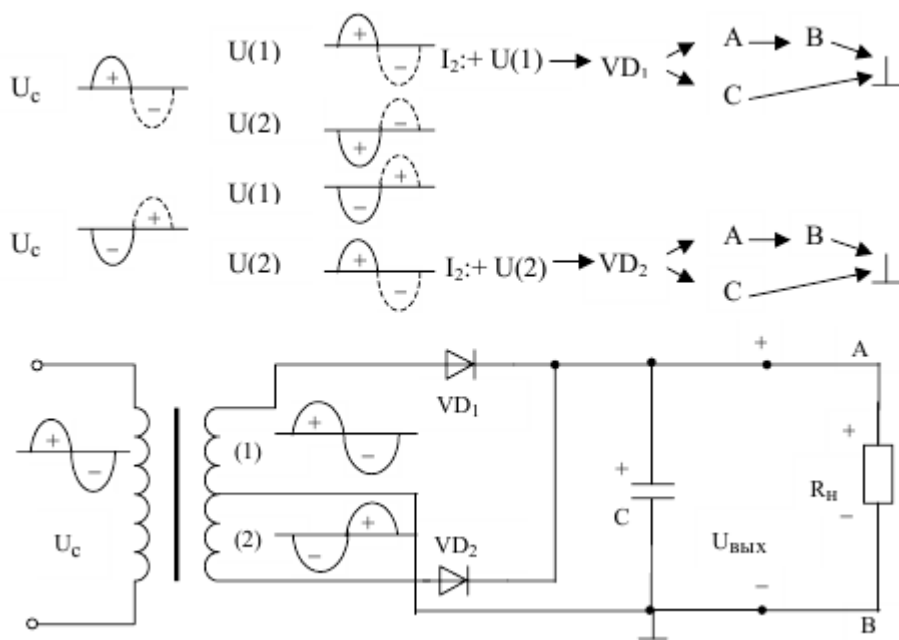 U(1) I₂:+ U(1) VD₁ A B
Uc + − + − C
U(2) − +
U(1) + −
Uc + − A B
U(2) + − I₂:+ U(2) VD₂ C
+ A
VD₁
+ − (1) + − +
+ Rн
Uc (2) + − VD₂ C Uвых −
− −
B